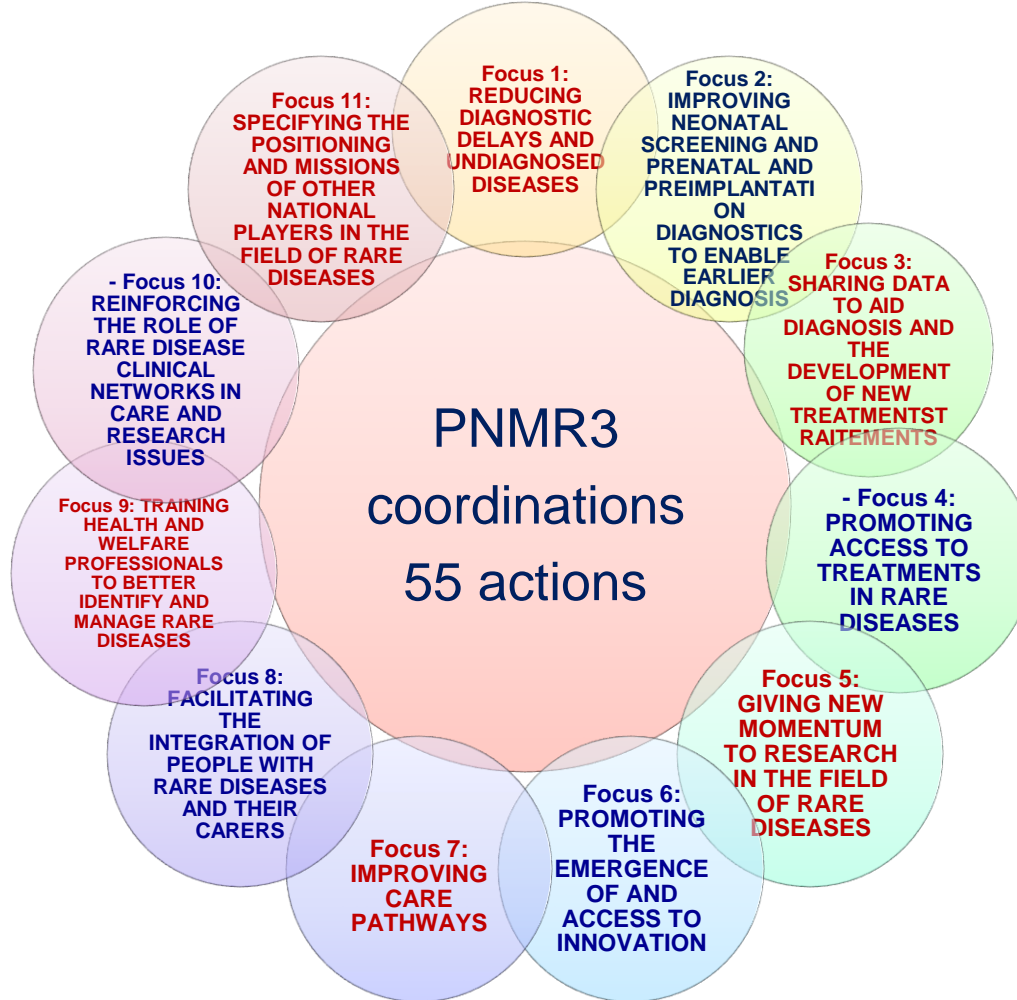 Focus 1:
REDUCING
DIAGNOSTIC
DELAYS AND
UNDIAGNOSED
DISEASES
Focus 2:
IMPROVING
NEONATAL
SCREENING AND
PRENATAL AND
PREIMPLANTATI
ON
DIAGNOSTICS
TO ENABLE
EARLIER
DIAGNOSIS
Focus 3:
SHARING DATA
TO AID
DIAGNOSIS AND
THE
DEVELOPMENT
OF NEW
TREATMENTST
RAITEMENTS
- Focus 4:
PROMOTING
ACCESS TO
TREATMENTS
IN RARE
DISEASES
Focus 5:
GIVING NEW
MOMENTUM
TO RESEARCH
IN THE FIELD
OF RARE
DISEASES
Focus 6:
PROMOTING
THE
EMERGENCE
OF AND
ACCESS TO
INNOVATION
Focus 7:
IMPROVING
CARE
PATHWAYS
Focus 8:
FACILITATING
THE
INTEGRATION OF
PEOPLE WITH
RARE DISEASES
AND THEIR
CARERS
Focus 9: TRAINING
HEALTH AND
WELFARE
PROFESSIONALS
TO BETTER
IDENTIFY AND
MANAGE RARE
DISEASES
- Focus 10:
REINFORCING
THE ROLE OF
RARE DISEASE
CLINICAL
NETWORKS IN
CARE AND
RESEARCH
ISSUES
Focus 11:
SPECIFYING THE
POSITIONING
AND MISSIONS
OF OTHER
NATIONAL
PLAYERS IN THE
FIELD OF RARE
DISEASES
PNMR3
coordinations
55 actions